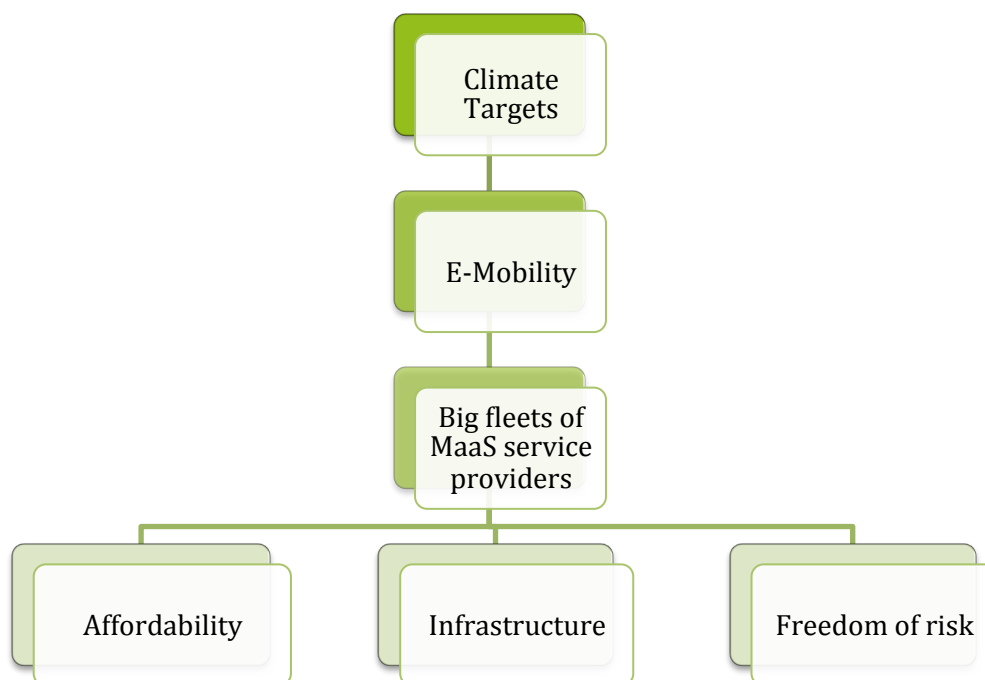 Climate
Targets
E-Mobility
Big fleets of
MaaS service
providers
Affordability
Infrastructure
Freedom of risk